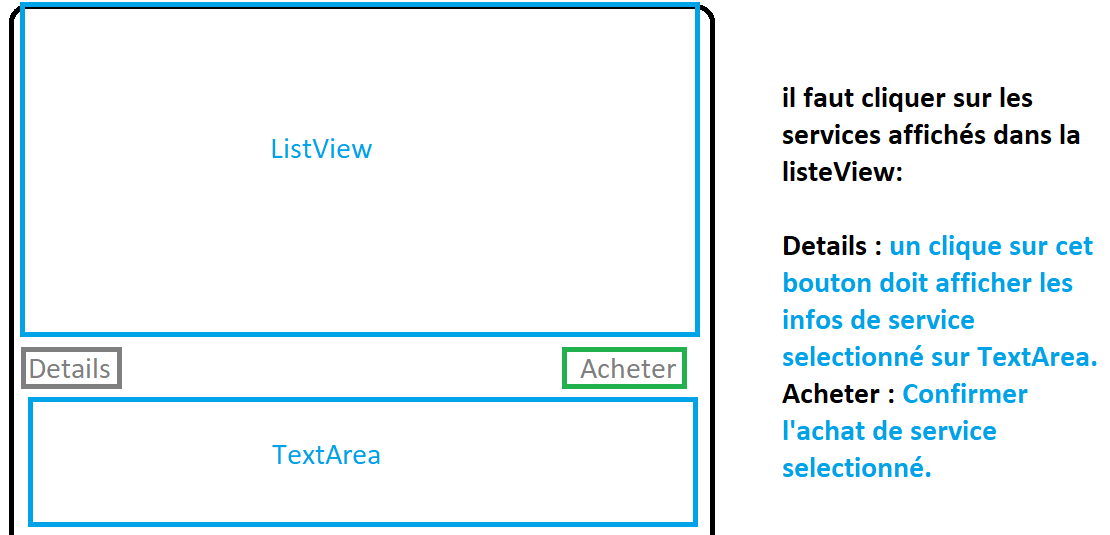 ListView
Details
Acheter
TextArea
il faut cliquer sur les
services affichés dans la
listeView:
Details : un clique sur cet
bouton doit afficher les
infos de service
selectionné sur TextArea.
Acheter : Confirmer
l'achat de service
selectionné.